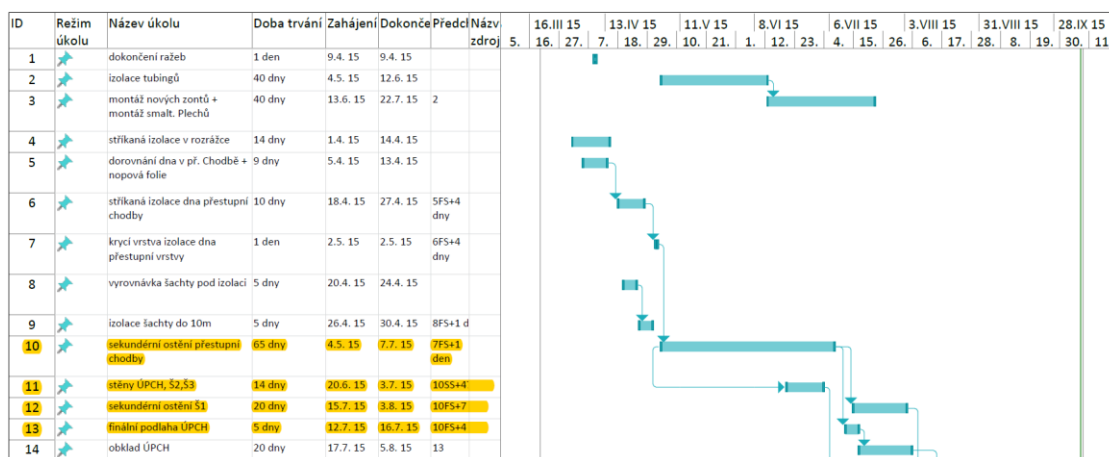 ID Režim úkolu Název úkolu Doba trvání Zahájení Dokonče Předch Názv zdroj
16.III 15 13.IV 15 11.V 15 8.VI 15 6.VII 15 3.VIII 15 31.VIII 15 28.IX 15
5. 16. 27. 7. 18. 29. 10. 21. 1. 12. 23. 4. 15. 26. 6. 17. 28. 8. 19. 30. 11
1 dokončení ražeb 1 den 9.4. 15 9.4. 15
2 izolace tubingů 40 dny 4.5. 15 12.6. 15
3 montáž nových zontů + 40 dny 13.6. 15 22.7. 15 2
montáž smalt. Plechů
4 stříkaná izolace v rozrážce 14 dny 1.4. 15 14.4. 15
5 dorovnání dna v př. Chodbě + 9 dny 5.4. 15 13.4. 15
nopová folie
6 stříkaná izolace dna přestupní 10 dny 18.4. 15 27.4. 15 5FS+4
chodby dny
7 krycí vrstva izolace dna 1 den 2.5. 15 2.5. 15 6FS+4
přestupní vrstvy dny
8 vyrovnávka šachty pod izolaci 5 dny 20.4. 15 24.4. 15
9 izolace šachty do 10m 5 dny 26.4. 15 30.4. 15 8FS+1 d
10 sekundérní ostění přestupní 65 dny 4.5. 15 7.7. 15 7FS+1
chodby den
11 stěny ÚPCH, Š2,Š3 14 dny 20.6. 15 3.7. 15 10SS+4
12 sekundérní ostění Š1 20 dny 15.7. 15 3.8. 15 10FS+7
13 finální podlaha ÚPCH 5 dny 12.7. 15 16.7. 15 10FS+4
14 obklad ÚPCH 20 dny 17.7. 15 5.8. 15 13